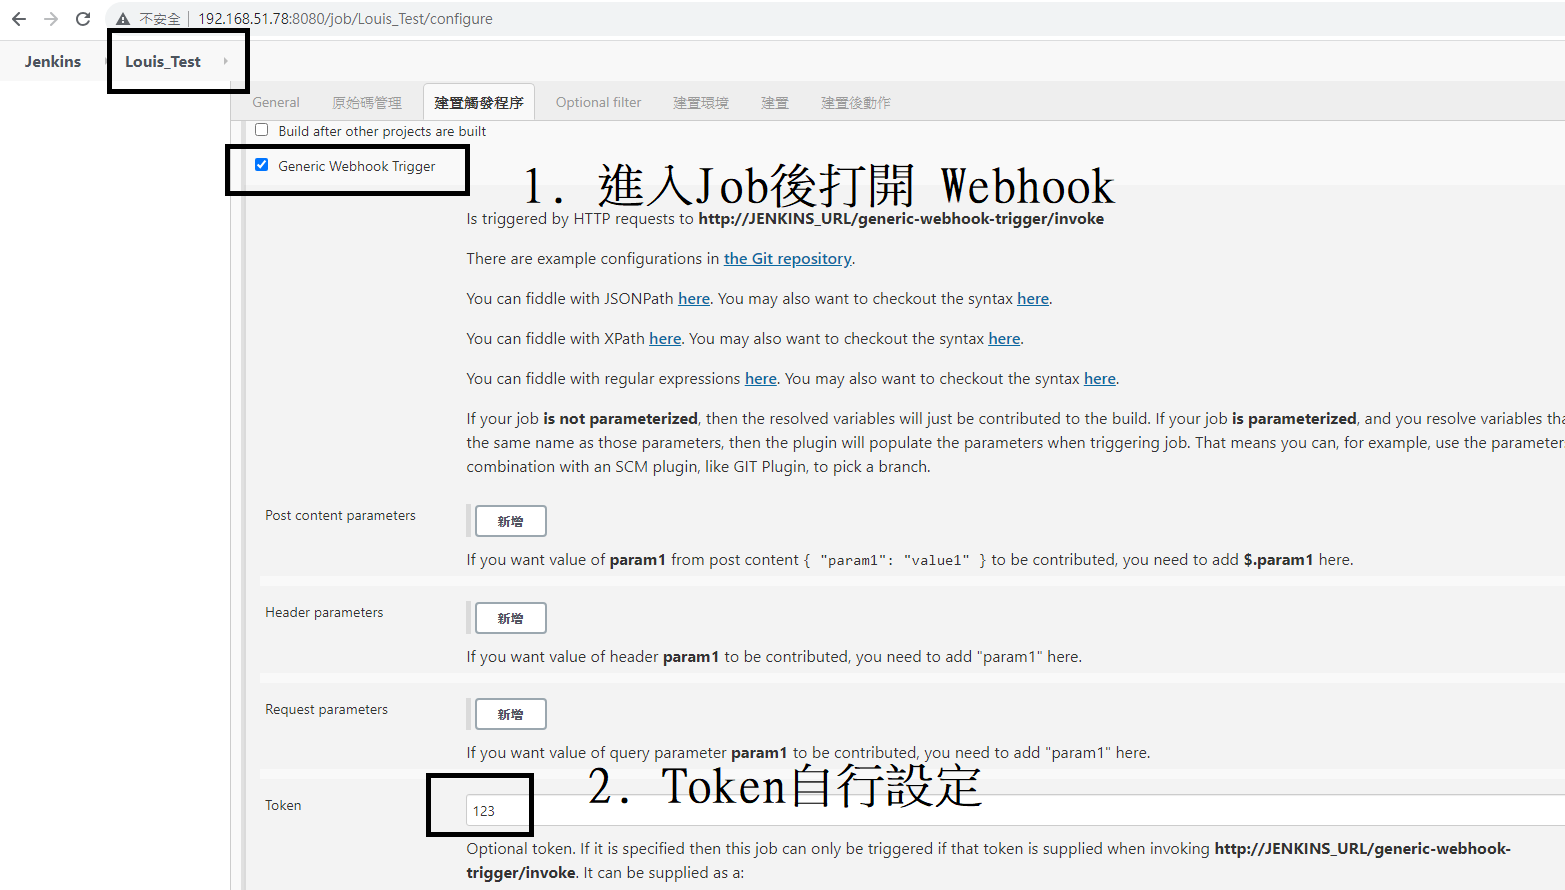 不安全 | 192.168.51.78:8080/job/Louis_Test/configure
Jenkins Louis_Test
General 原始碼管理 建置觸發程序 Optional filter 建置環境 建置 建置後動作
Build after other projects are built
Generic Webhook Trigger
1. 進入Job後打開 Webhook
Is triggered by HTTP requests to http://JENKINS_URL/generic-webhook-trigger/invoke
There are example configurations in the Git repository.
You can fiddle with JSONPath here. You may also want to checkout the syntax here.
You can fiddle with XPath here. You may also want to checkout the syntax here.
You can fiddle with regular expressions here. You may also want to checkout the syntax here.
If your job is not parameterized, then the resolved variables will just be contributed to the build. If your job is parameterized, and you resolve variables tha
the same name as those parameters, then the plugin will populate the parameters when triggering job. That means you can, for example, use the parameter
combination with an SCM plugin, like GIT Plugin, to pick a branch.
Post content parameters
新增
If you want value of param1 from post content { "param1": "value1" } to be contributed, you need to add $.param1 here.
Header parameters
新增
If you want value of header param1 to be contributed, you need to add "param1" here.
Request parameters
新增
If you want value of query parameter param1 to be contributed, you need to add "param1" here.
2. Token自行設定
Token
123
Optional token. If it is specified then this job can only be triggered if that token is supplied when invoking http://JENKINS_URL/generic-webhook-
trigger/invoke. It can be supplied as a: